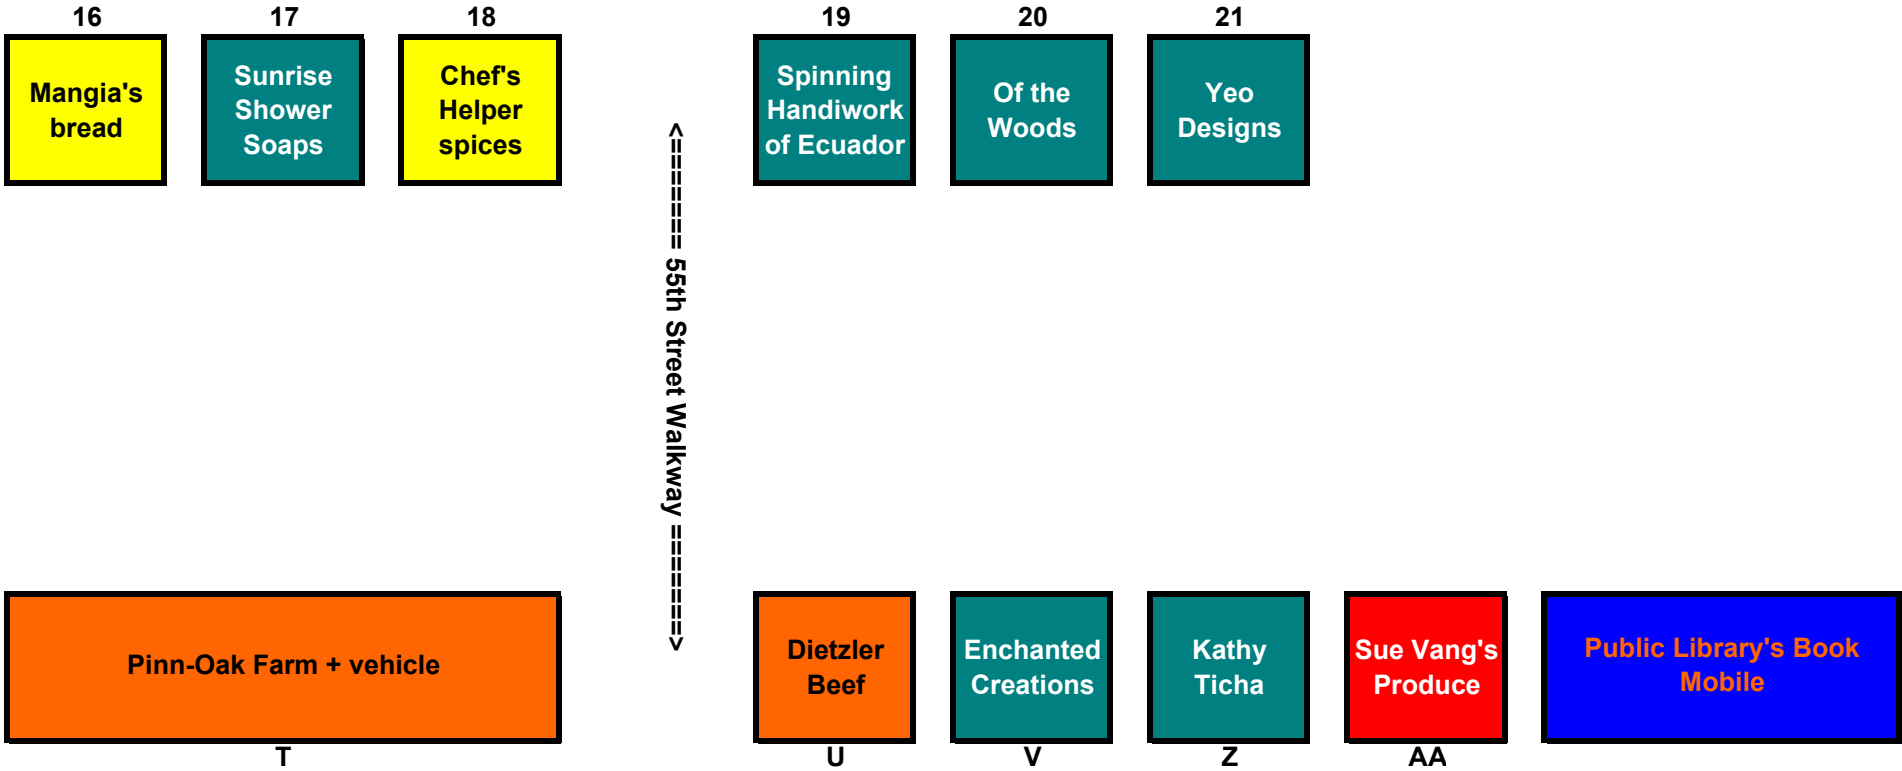 16 17 18 19 20 21
Mangia's
bread
Sunrise
Shower
Soaps
Chef's
Helper
spices
Spinning
Handiwork
of Ecuador
Of the
Woods
Yeo
Designs
<======== 55th Street Walkway ========>
Pinn-Oak Farm + vehicle
Dietzler
Beef
Enchanted
Creations
Kathy
Ticha
Sue Vang's
Produce
Public Library's Book
Mobile
T U V Z AA